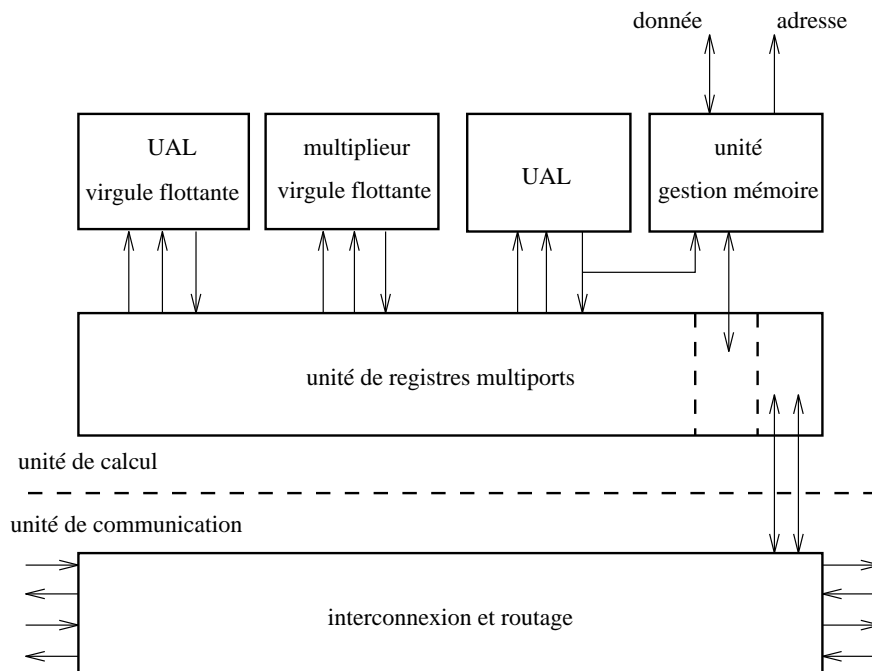 donnée
adresse
UAL
virgule flottante
multiplieur
virgule flottante
UAL
unité
gestion mémoire
unité de registres multiports
unité de calcul
unité de communication
interconnexion et routage